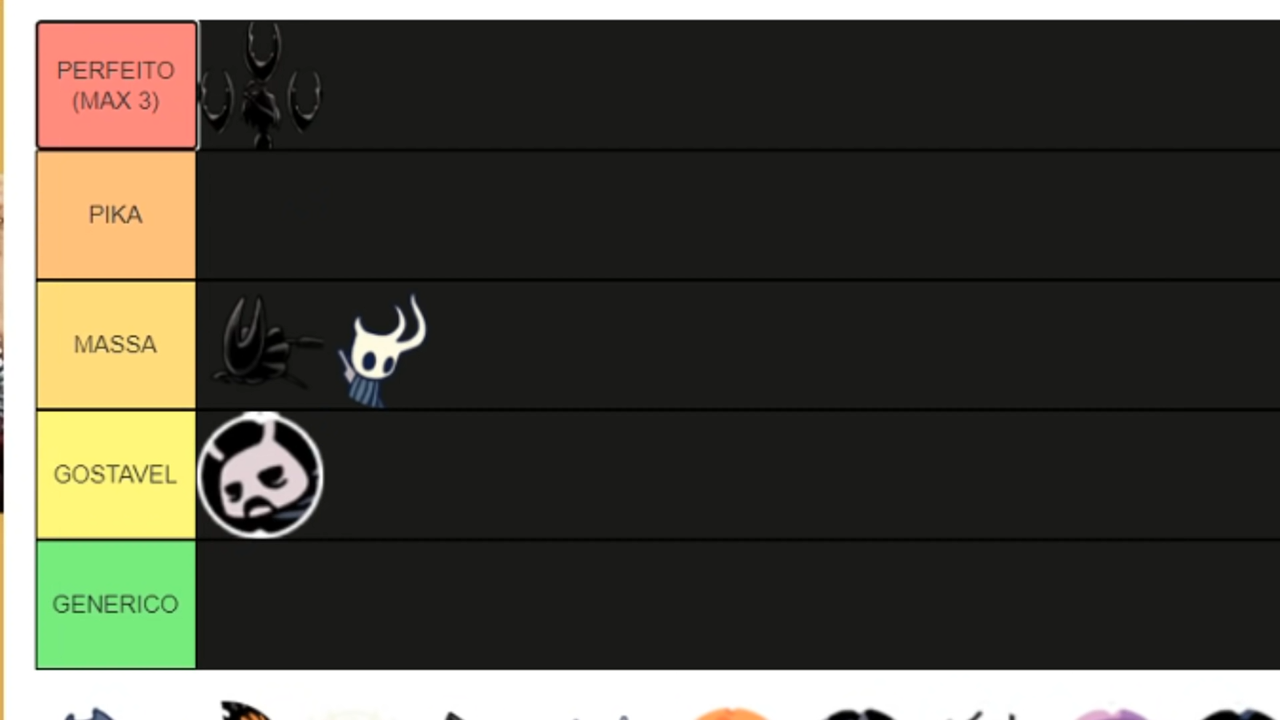 PERFEITO
(MAX 3)
PIKA
MASSA
GOSTAVEL
GENERICO